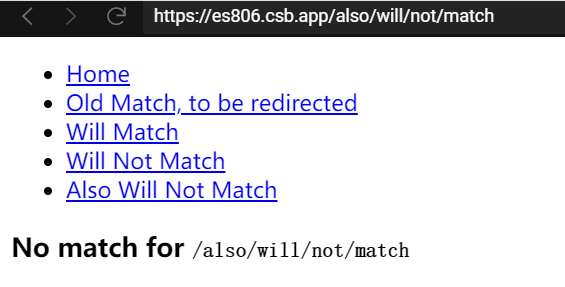 https://es806.csb.app/also/will/not/match
Home
Old Match, to be redirected
Will Match
Will Not Match
Also Will Not Match
No match for /also/will/not/match